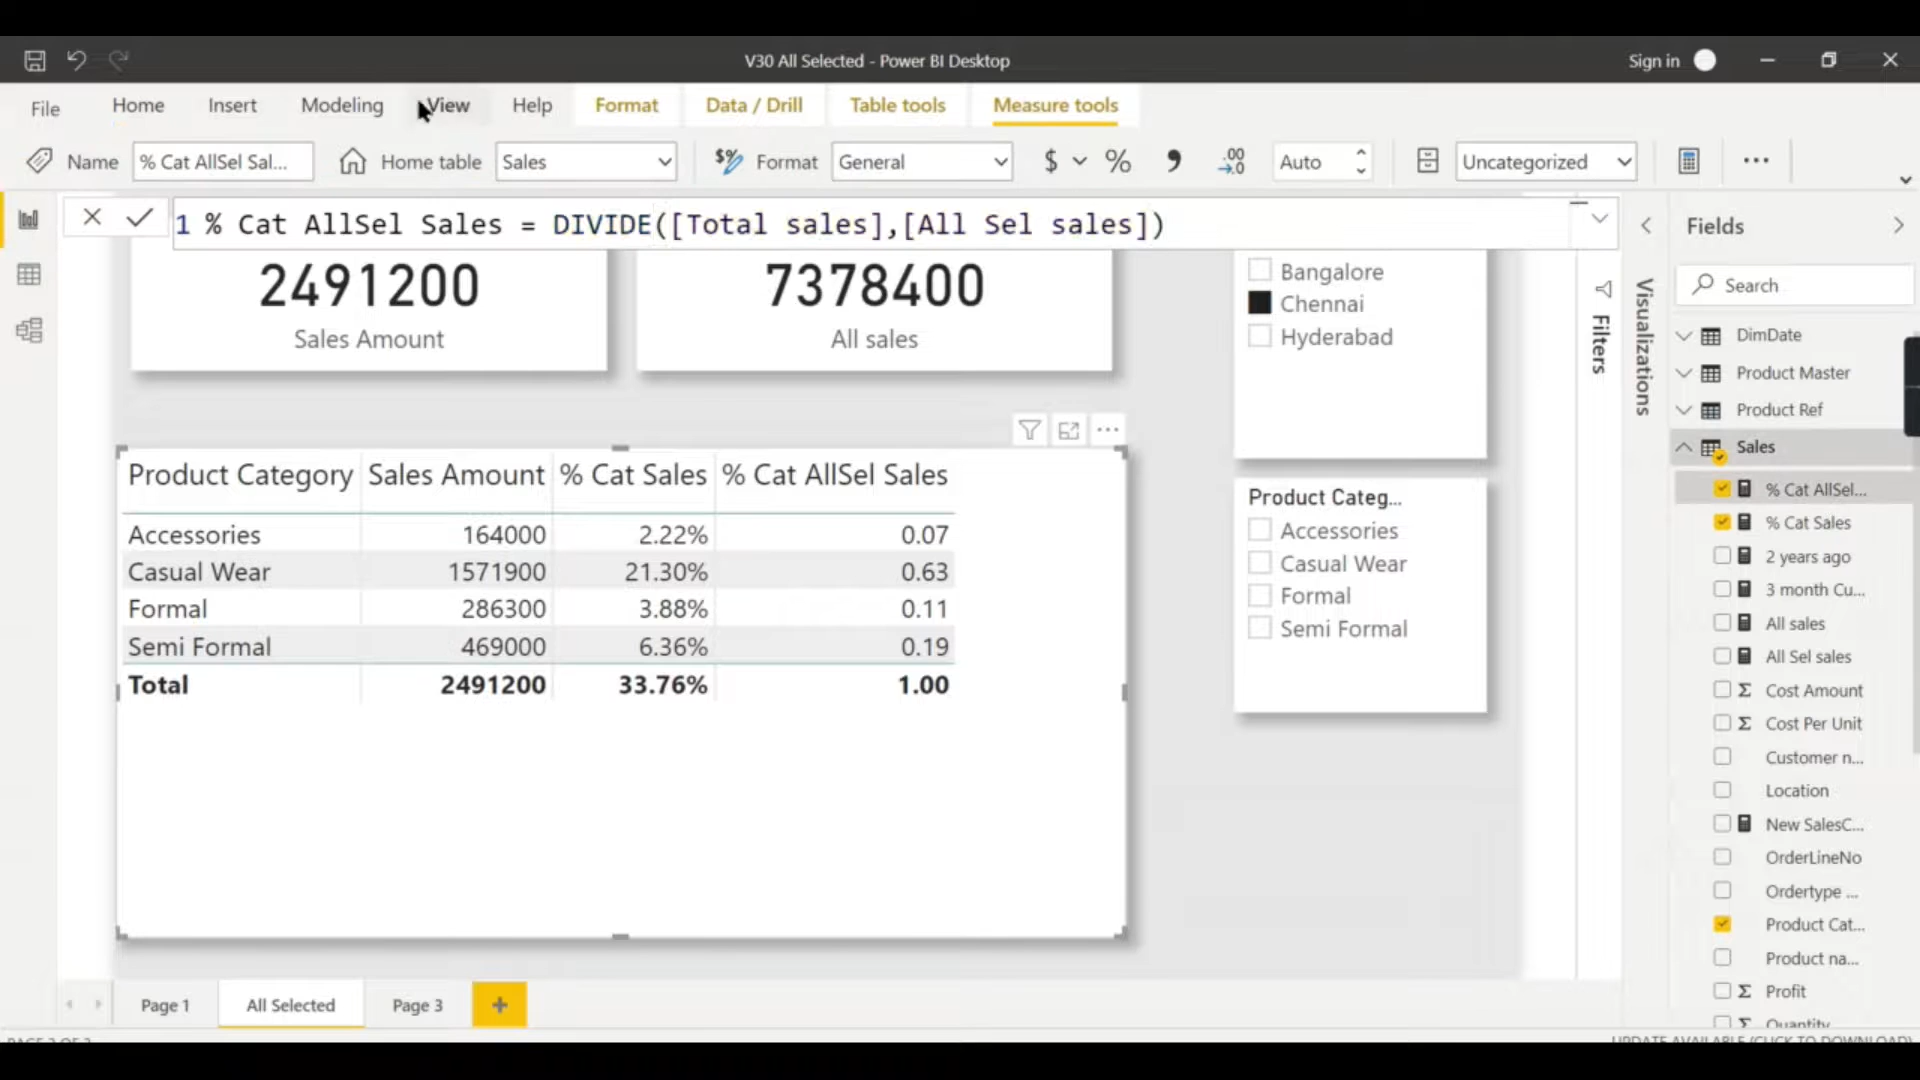 V30 All Selected - Power BI Desktop
Sign in
File
Home
Insert
Modeling
View
Help
Format
Data / Drill
Table tools
Measure tools
Name
% Cat AllSel Sal...
Home table
Sales
Format
General
$
%
Auto
Uncategorized
1 % Cat AllSel Sales = DIVIDE([Total sales],[All Sel sales])
2491200
Sales Amount
7378400
All sales
Bangalore
Chennai
Hyderabad
Product Category Sales Amount % Cat Sales % Cat AllSel Sales
Accessories 164000 2.22% 0.07
Casual Wear 1571900 21.30% 0.63
Formal 286300 3.88% 0.11
Semi Formal 469000 6.36% 0.19
Total 2491200 33.76% 1.00
Product Categ...
Accessories
Casual Wear
Formal
Semi Formal
Filters
Visualizations
Fields
Search
DimDate
Product Master
Product Ref
Sales
% Cat AllSel...
% Cat Sales
2 years ago
3 month Cu...
All sales
All Sel sales
Cost Amount
Cost Per Unit
Customer n...
Location
New SalesC...
OrderLineNo
Ordertype ...
Product Cat...
Product na...
Profit
Quantity
Page 1
All Selected
Page 3
UPDATE AVAILABLE (CLICK TO DOWNLOAD)